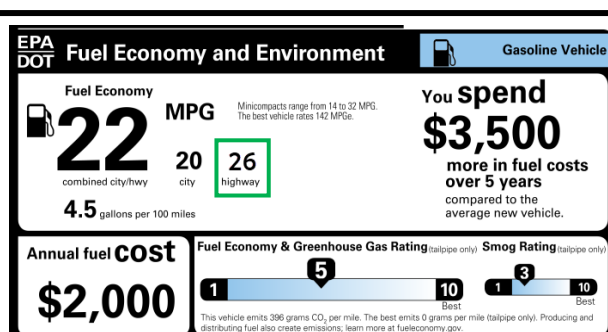 EPA
DOT
Fuel Economy and Environment
Gasoline Vehicle
Fuel Economy
22
MPG
combined city/hwy
20
city
26
highway
4.5 gallons per 100 miles
Minicompacts range from 14 to 32 MPG.
The best vehicle rates 142 MPGe.
You spend
$3,500
more in fuel costs
over 5 years
compared to the
average new vehicle.
Annual fuel cost
$2,000
Fuel Economy & Greenhouse Gas Rating (tailpipe only)
5
1
10
Best
This vehicle emits 396 grams CO₂ per mile. The best emits 0 grams per mile (tailpipe only). Producing and
distributing fuel also create emissions; learn more at fueleconomy.gov.
Smog Rating (tailpipe only)
3
1
10
Best